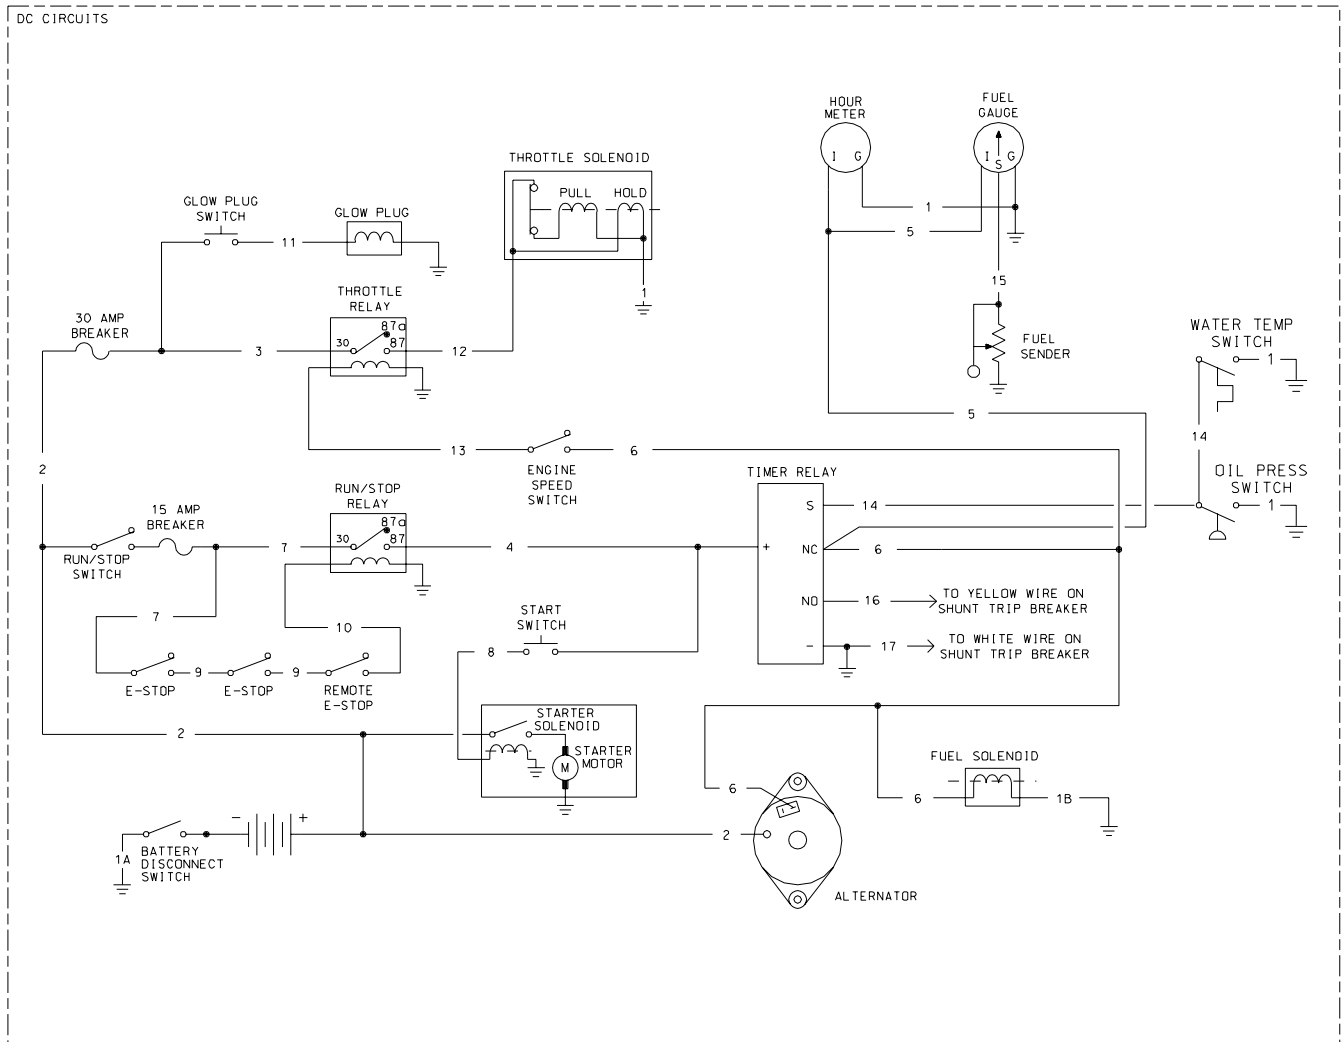 DC CIRCUITS
HOUR
METER
I G
FUEL
GAUGE
I S G
1
5
15
FUEL
SENDER
THROTTLE SOLENOID
PULL HOLD
1
GLOW PLUG
SWITCH
11
GLOW PLUG
30 AMP
BREAKER
3
THROTTLE
RELAY
87a
30 87
12
WATER TEMP
SWITCH
1
5
14
2
13
ENGINE
SPEED
SWITCH
6
OIL PRESS
SWITCH
1
TIMER RELAY
S 14
+ NC 6
NO 16
TO YELLOW WIRE ON
SHUNT TRIP BREAKER
- 17
TO WHITE WIRE ON
SHUNT TRIP BREAKER
15 AMP
BREAKER
RUN/STOP
SWITCH
7
RUN/STOP
RELAY
87a
30 87
4
7
10
START
SWITCH
8
9 9
E-STOP E-STOP REMOTE
E-STOP
2
STARTER
SOLENOID
STARTER
MOTOR
M
FUEL SOLENOID
6 6 1B
- +
2
1A
BATTERY
DISCONNECT
SWITCH
ALTERNATOR